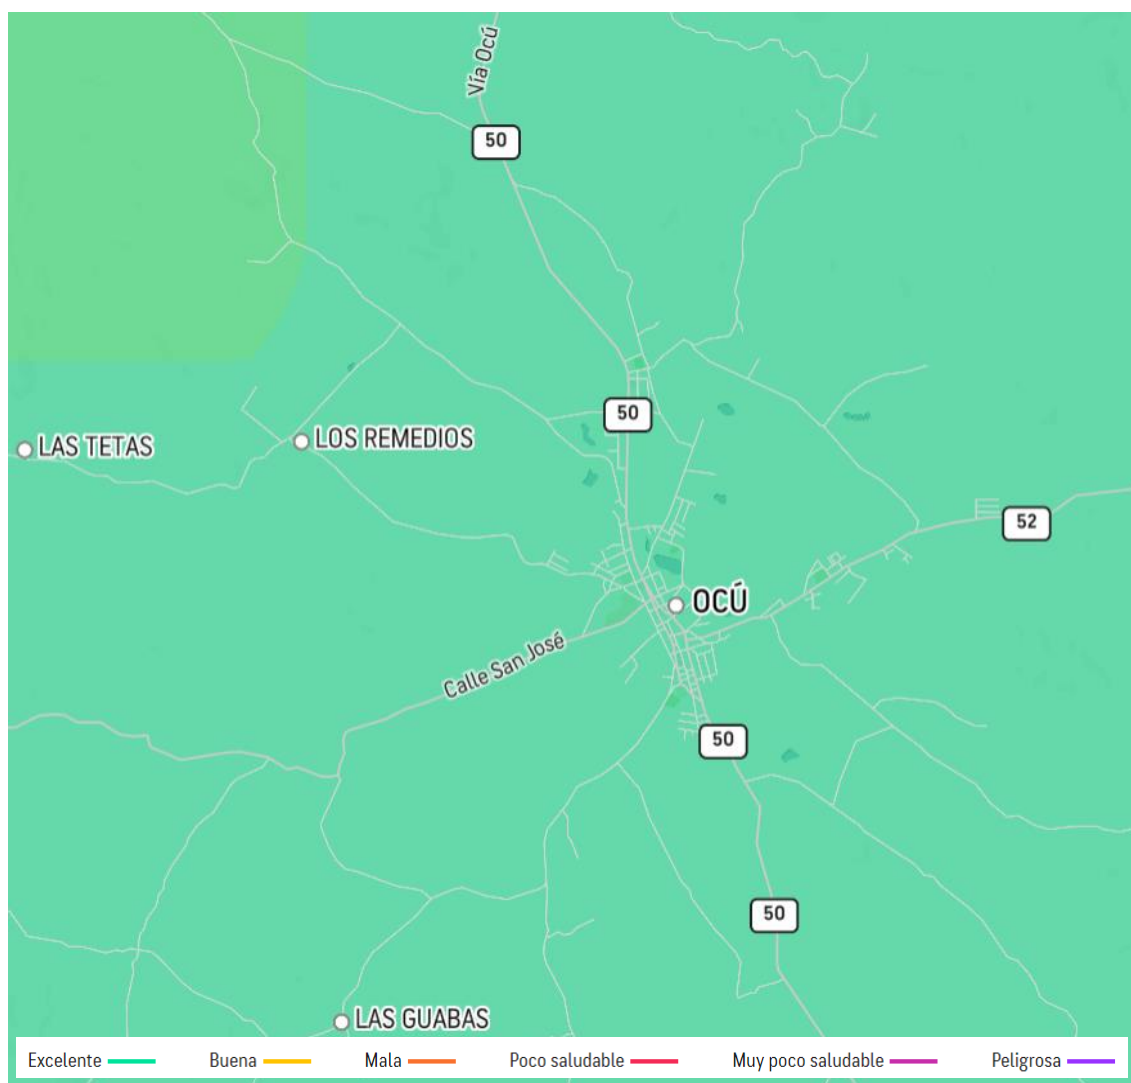 Vía Ocú
50
50
LOS REMEDIOS
LAS TETAS
52
OCÚ
Calle San José
50
50
LAS GUABAS
Excelente Buena Mala Poco saludable Muy poco saludable Peligrosa